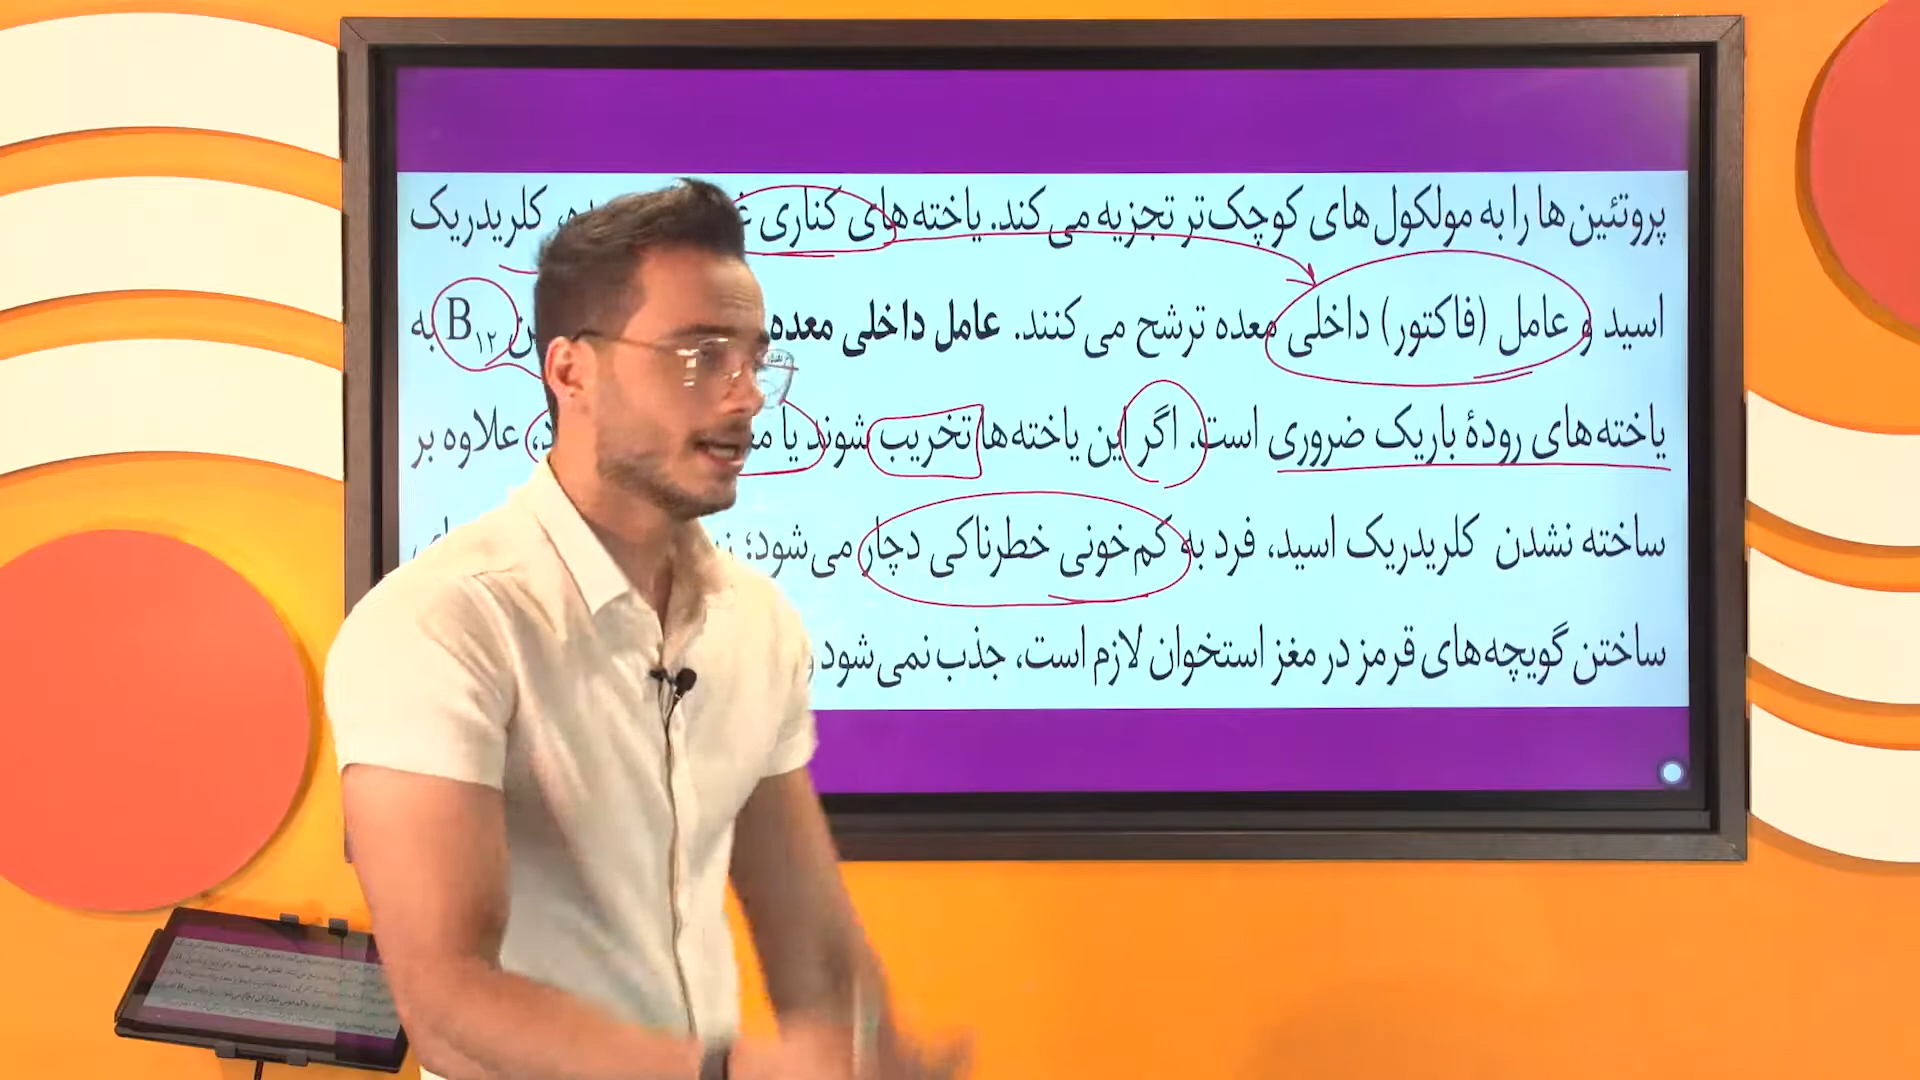 پروتئین ها را به مولکول های کوچک‌تر تجزیه می کند. یاخته‌های کناری کلریدریک
اسید و عامل (فاکتور) داخلی معده ترشح می کنند. عامل داخلی معده B۱۲ به
یاخته‌های رودهٔ باریک ضروری است. اگر این یاخته‌ها تخریب شوند یا علاوه بر
ساخته نشدن کلریدریک اسید، فرد به کم‌خونی خطرناکی دچار می‌شود؛
ساختن گویچه‌های قرمز در مغز استخوان لازم است، جذب نمی‌شود